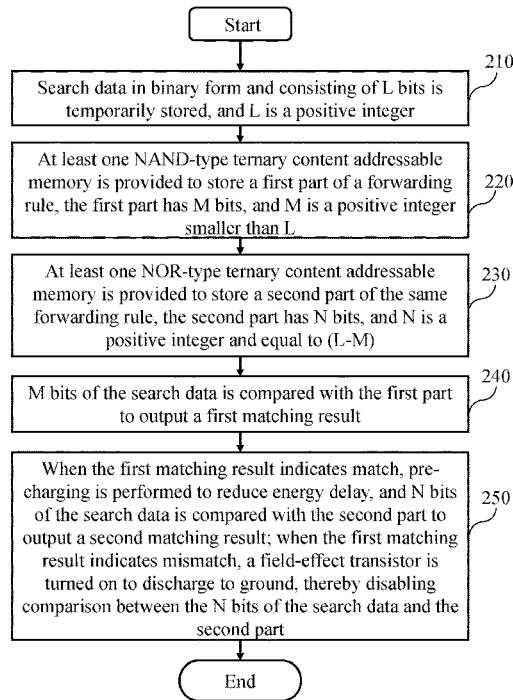 Start
210
Search data in binary form and consisting of L bits is
temporarily stored, and L is a positive integer
At least one NAND-type ternary content addressable
memory is provided to store a first part of a forwarding
rule, the first part has M bits, and M is a positive integer
smaller than L
220
At least one NOR-type ternary content addressable
memory is provided to store a second part of the same
forwarding rule, the second part has N bits, and N is a
positive integer and equal to (L-M)
230
M bits of the search data is compared with the first part
to output a first matching result
240
When the first matching result indicates match, pre-
charging is performed to reduce energy delay, and N bits
of the search data is compared with the second part to
output a second matching result; when the first matching
result indicates mismatch, a field-effect transistor is
turned on to discharge to ground, thereby disabling
comparison between the N bits of the search data and the
second part
250
End